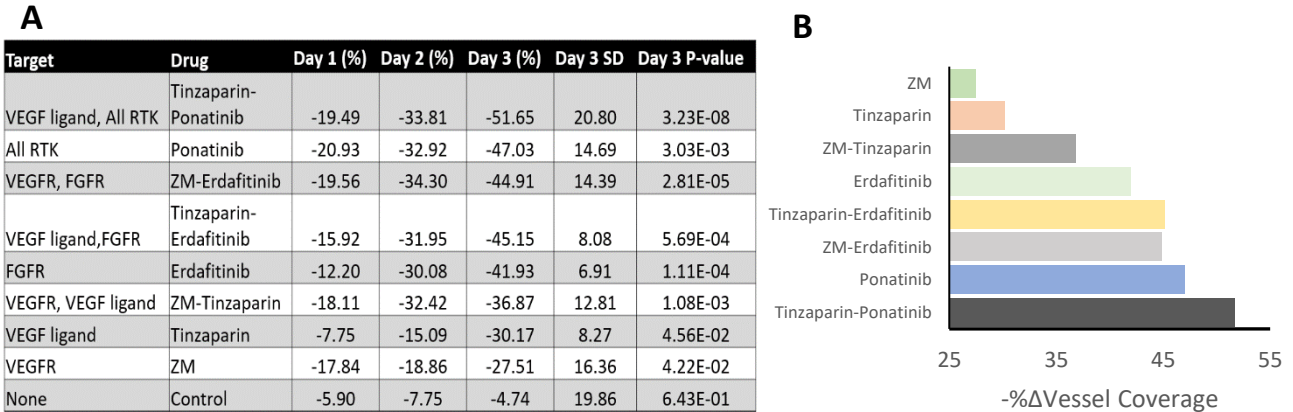 A
Target Drug Day 1 (%) Day 2 (%) Day 3 (%) Day 3 SD Day 3 P-value
Tinzaparin-
VEGF ligand, All RTK Ponatinib -19.49 -33.81 -51.65 20.80 3.23E-08
All RTK Ponatinib -20.93 -32.92 -47.03 14.69 3.03E-03
VEGFR, FGFR ZM-Erdafitinib -19.56 -34.30 -44.91 14.39 2.81E-05
Tinzaparin-
VEGF ligand,FGFR Erdafitinib -15.92 -31.95 -45.15 8.08 5.69E-04
FGFR Erdafitinib -12.20 -30.08 -41.93 6.91 1.11E-04
VEGFR, VEGF ligand ZM-Tinzaparin -18.11 -32.42 -36.87 12.81 1.08E-03
VEGF ligand Tinzaparin -7.75 -15.09 -30.17 8.27 4.56E-02
VEGFR ZM -17.84 -18.86 -27.51 16.36 4.22E-02
None Control -5.90 -7.75 -4.74 19.86 6.43E-01
B
ZM
Tinzaparin
ZM-Tinzaparin
Erdafitinib
Tinzaparin-Erdafitinib
ZM-Erdafitinib
Ponatinib
Tinzaparin-Ponatinib
25 35 45 55
-%ΔVessel Coverage